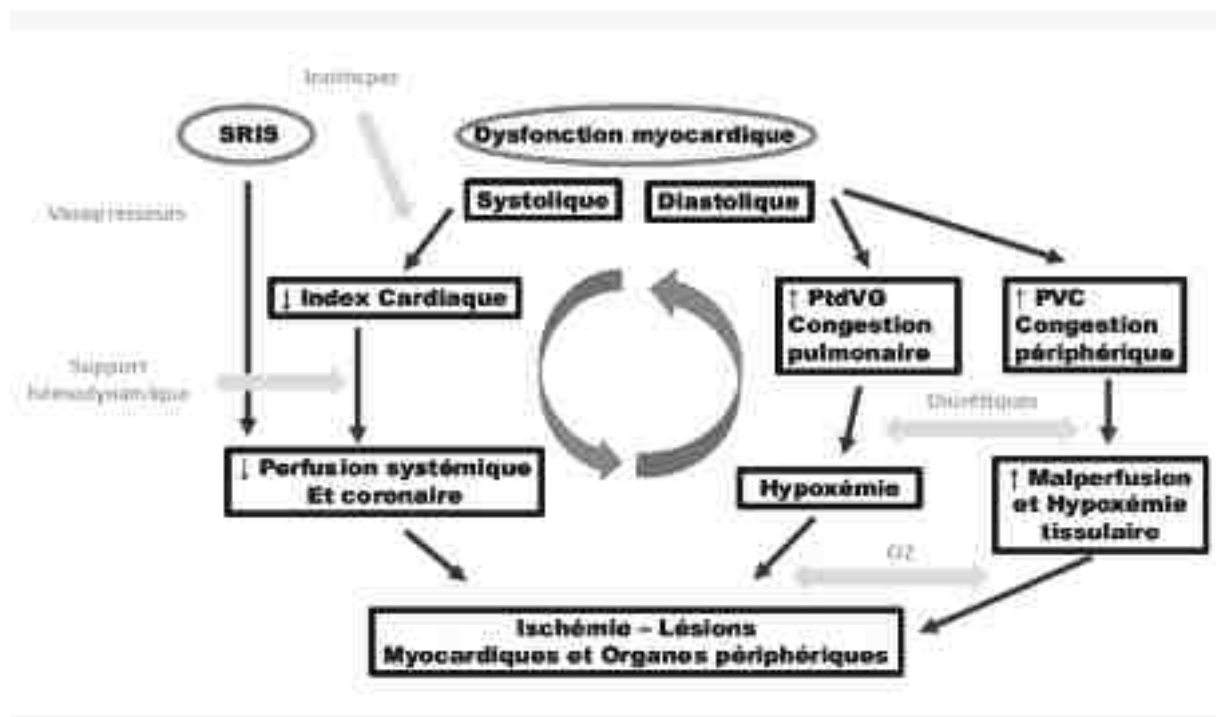 Inotropes
SRIS
Dysfonction myocardique
Vasopresseurs
Systolique
Diastolique
↓ Index Cardiaque
↑ PtdVG
Congestion
pulmonaire
↑ PVC
Congestion
périphérique
Support
hémodynamique
Diurétiques
↓ Perfusion systémique
Et coronaire
Hypoxémie
↑ Malperfusion
et Hypoxémie
tissulaire
O2
Ischémie – Lésions
Myocardiques et Organes périphériques